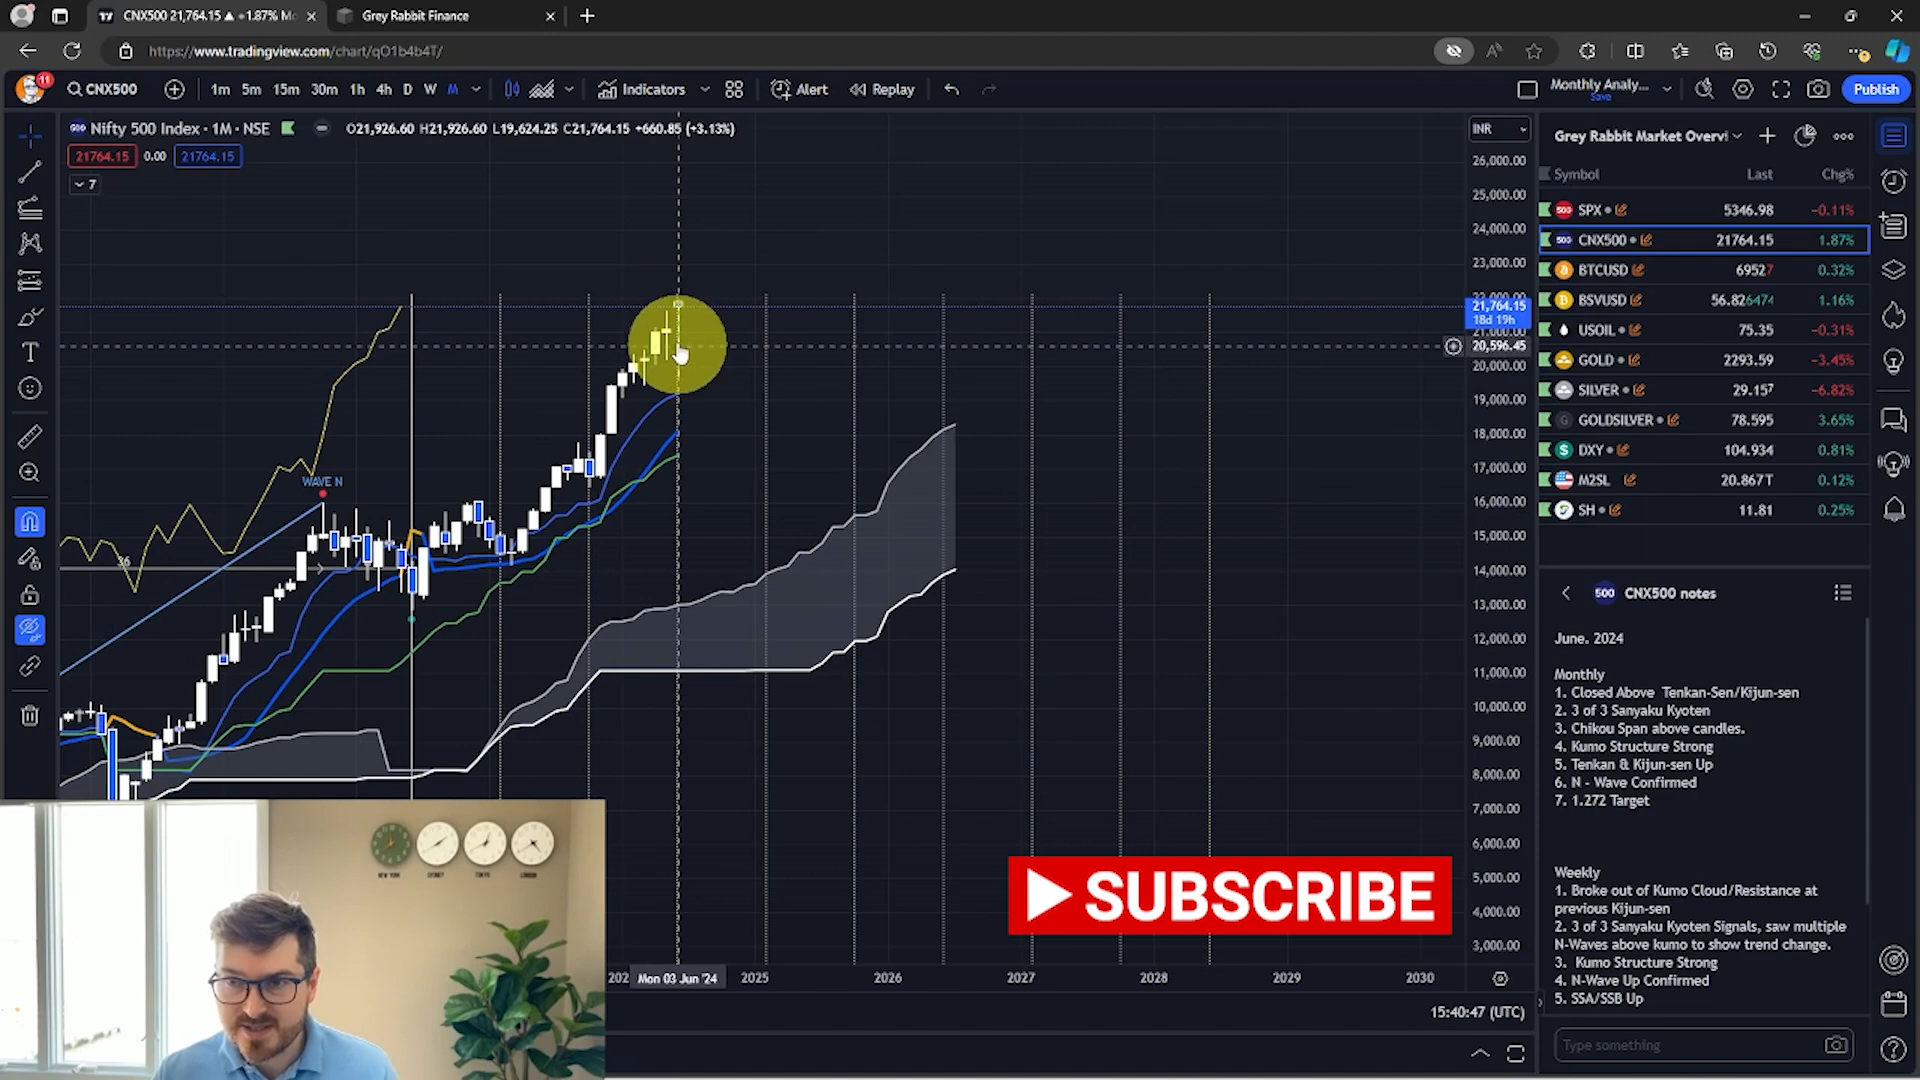 CNX500 21,764.15 ▲ +1.87% Mo
Grey Rabbit Finance
https://www.tradingview.com/chart/qO1b4b4T/
11
CNX500
1m 5m 15m 30m 1h 4h D W M
Indicators
Alert
Replay
Monthly Analy...
Save
Publish
Nifty 500 Index · 1M · NSE
O21,926.60 H21,926.60 L19,624.25 C21,764.15 +660.85 (+3.13%)
21764.15 0.00 21764.15
7
INR
26,000.00
25,000.00
24,000.00
23,000.00
21,764.15
18d 19h
21,000.00
20,596.45
20,000.00
19,000.00
18,000.00
17,000.00
16,000.00
15,000.00
14,000.00
13,000.00
12,000.00
11,000.00
10,000.00
9,000.00
8,000.00
7,000.00
6,000.00
5,000.00
4,000.00
3,000.00
WAVE N
36
Grey Rabbit Market Overvi
Symbol Last Chg%
SPX 5346.98 −0.11%
CNX500 21764.15 1.87%
BTCUSD 69527 0.32%
BSVUSD 56.826474 1.16%
USOIL 75.35 −0.31%
GOLD 2293.59 −3.45%
SILVER 29.157 −6.82%
GOLDSILVER 78.595 3.65%
DXY 104.934 0.81%
M2SL 20.867T 0.12%
SH 11.81 0.25%
500 CNX500 notes
June. 2024
Monthly
1. Closed Above Tenkan-Sen/Kijun-sen
2. 3 of 3 Sanyaku Kyoten
3. Chikou Span above candles.
4. Kumo Structure Strong
5. Tenkan & Kijun-sen Up
6. N - Wave Confirmed
7. 1.272 Target
Weekly
1. Broke out of Kumo Cloud/Resistance at
previous Kijun-sen
2. 3 of 3 Sanyaku Kyoten Signals, saw multiple
N-Waves above kumo to show trend change.
3. Kumo Structure Strong
4. N-Wave Up Confirmed
5. SSA/SSB Up
Type something
NEW YORK SYDNEY TOKYO LONDON
SUBSCRIBE
202 Mon 03 Jun '24 2025 2026 2027 2028 2029 2030
15:40:47 (UTC)